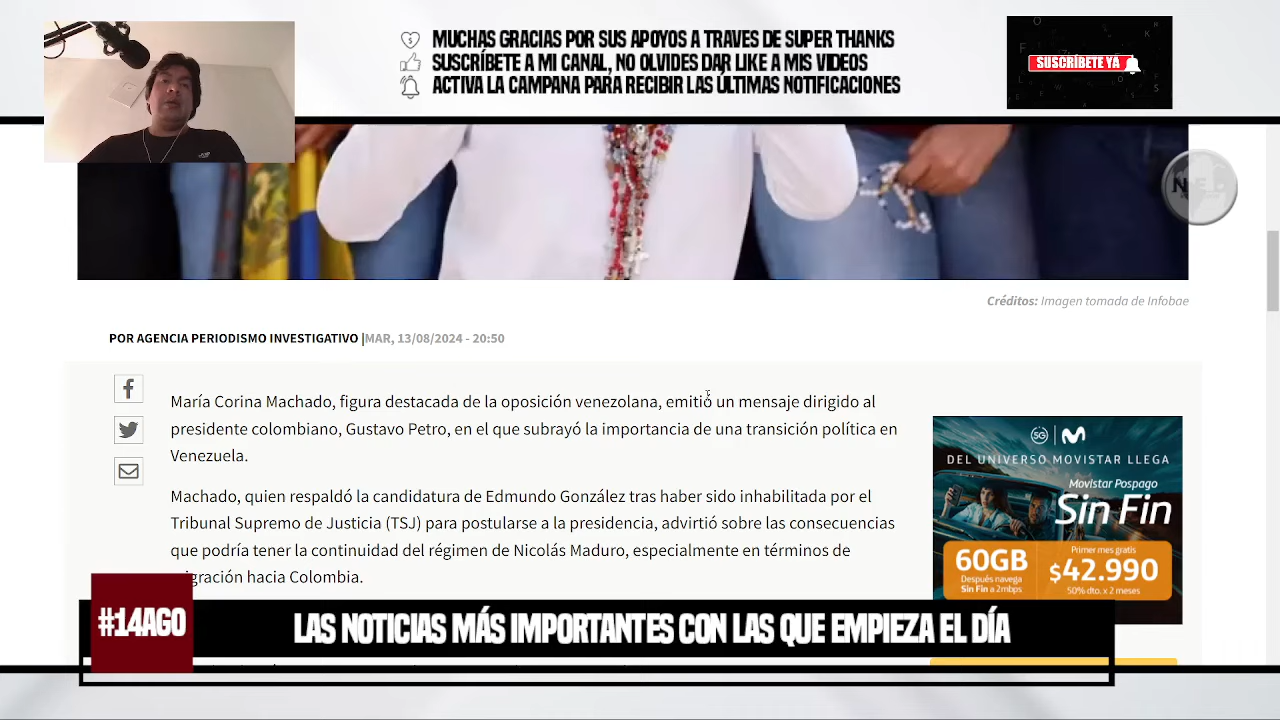 MUCHAS GRACIAS POR SUS APOYOS A TRAVES DE SUPER THANKS
SUSCRÍBETE A MI CANAL, NO OLVIDES DAR LIKE A MIS VIDEOS
ACTIVA LA CAMPANA PARA RECIBIR LAS ÚLTIMAS NOTIFICACIONES
SUSCRÍBETE YA
Créditos: Imagen tomada de Infobae
POR AGENCIA PERIODISMO INVESTIGATIVO |MAR, 13/08/2024 - 20:50
María Corina Machado, figura destacada de la oposición venezolana, emitió un mensaje dirigido al
presidente colombiano, Gustavo Petro, en el que subrayó la importancia de una transición política en
Venezuela.
Machado, quien respaldó la candidatura de Edmundo González tras haber sido inhabilitada por el
Tribunal Supremo de Justicia (TSJ) para postularse a la presidencia, advirtió sobre las consecuencias
que podría tener la continuidad del régimen de Nicolás Maduro, especialmente en términos de
igración hacia Colombia.
5G
DEL UNIVERSO MOVISTAR LLEGA
Movistar Pospago
Sin Fin
60GB
Después navega
Sin Fin a 2mbps
Primer mes gratis
$42.990
50% dto. x 2 meses
#14AGO
LAS NOTICIAS MÁS IMPORTANTES CON LAS QUE EMPIEZA EL DÍA